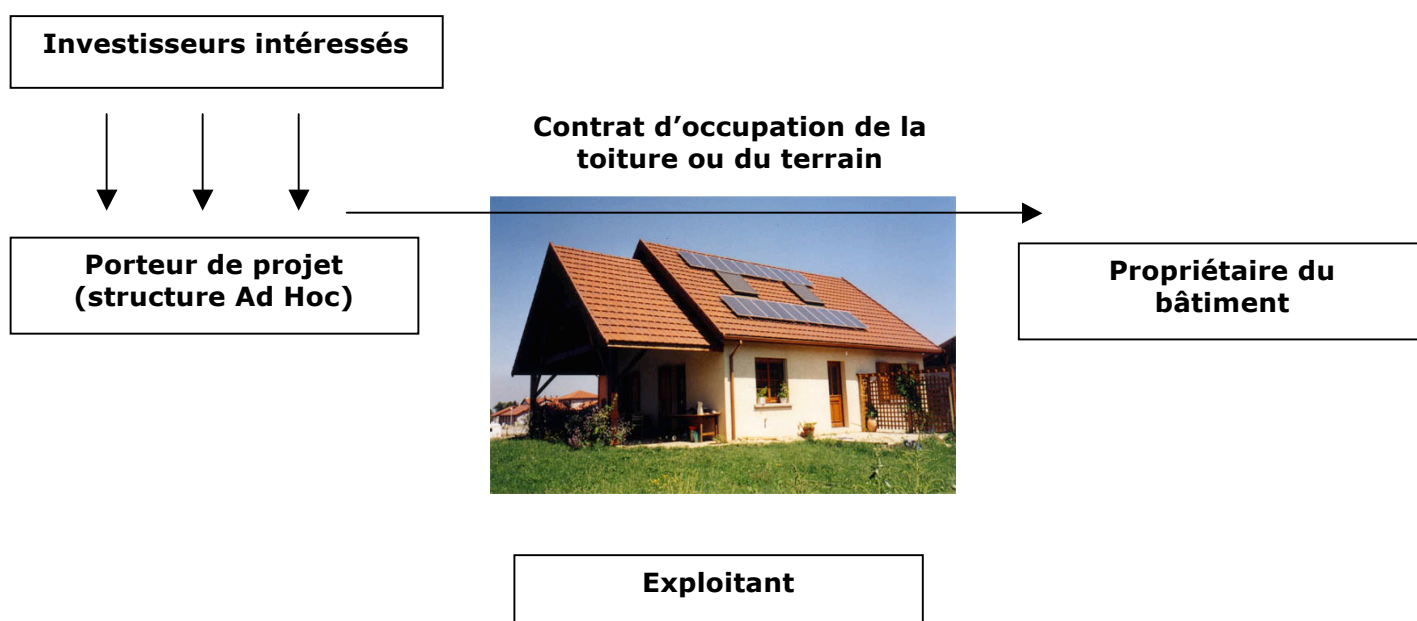 Investisseurs intéressés
Contrat d’occupation de la
toiture ou du terrain
Porteur de projet
(structure Ad Hoc)
Propriétaire du
bâtiment
Exploitant